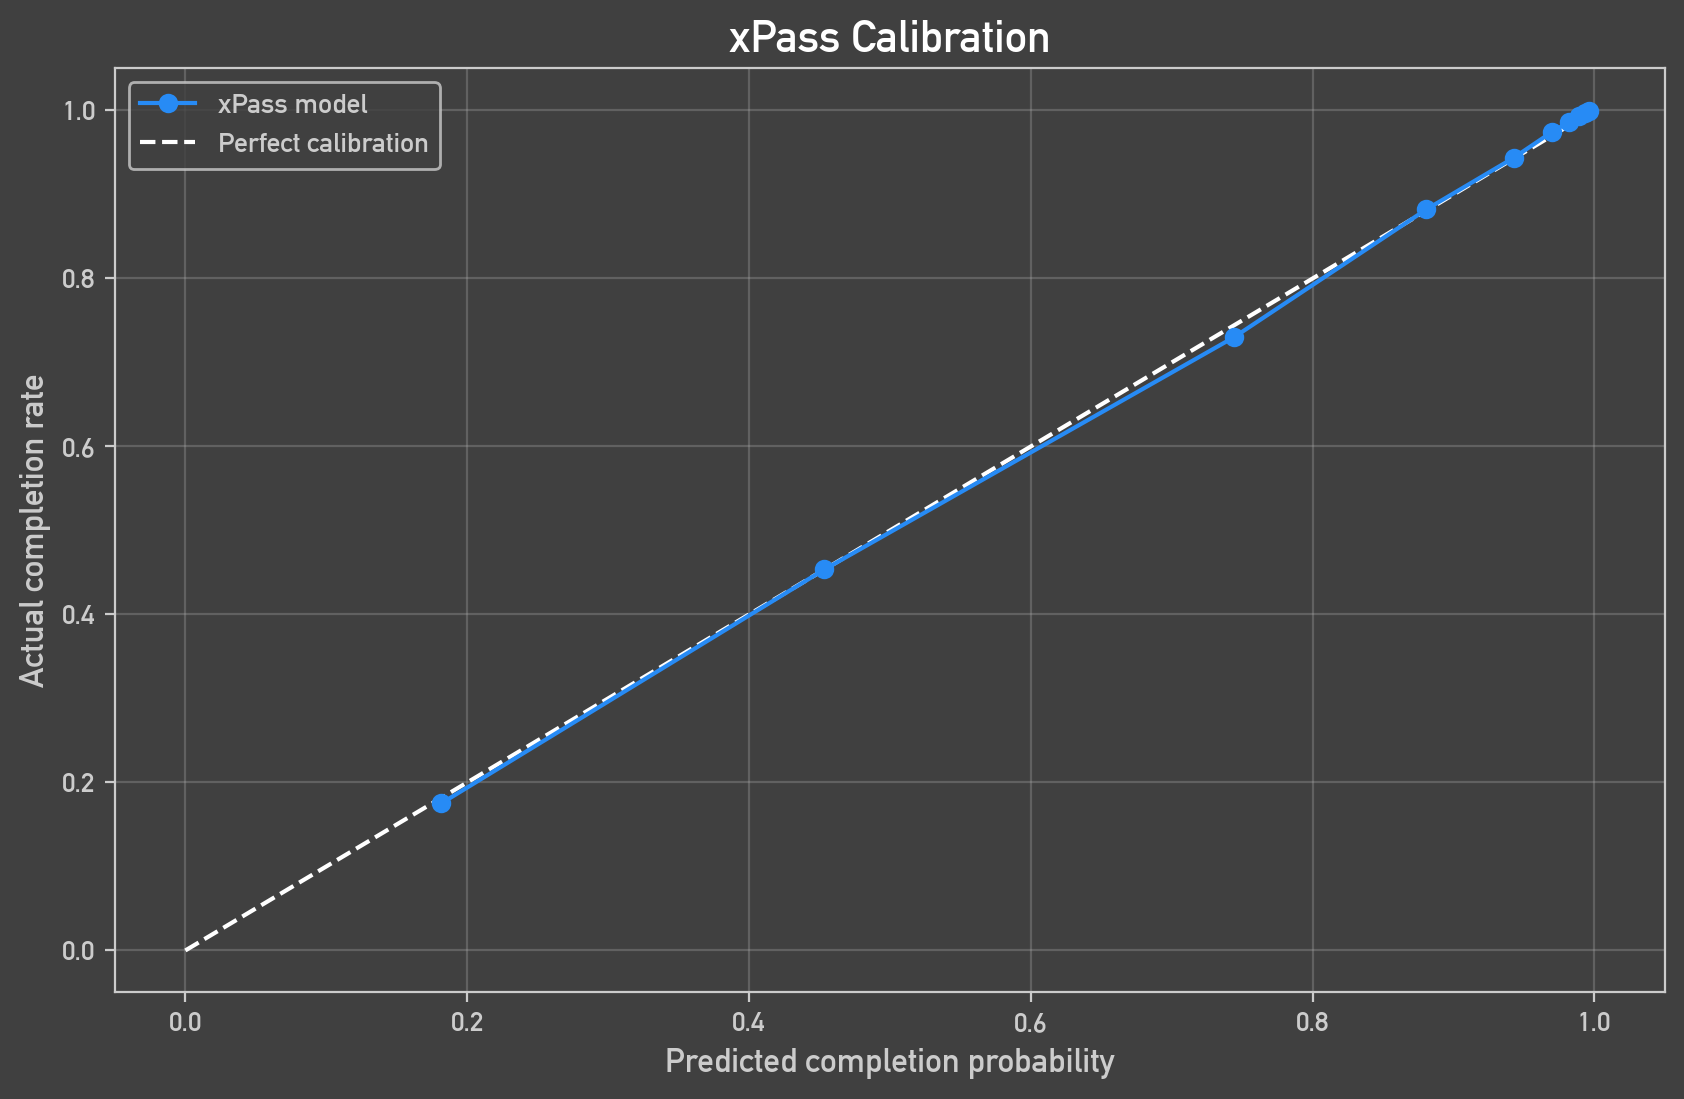 xPass Calibration
xPass model
Perfect calibration
1.0
0.8
0.6
0.4
0.2
0.0
Actual completion rate
0.0 0.2 0.4 0.6 0.8 1.0
Predicted completion probability